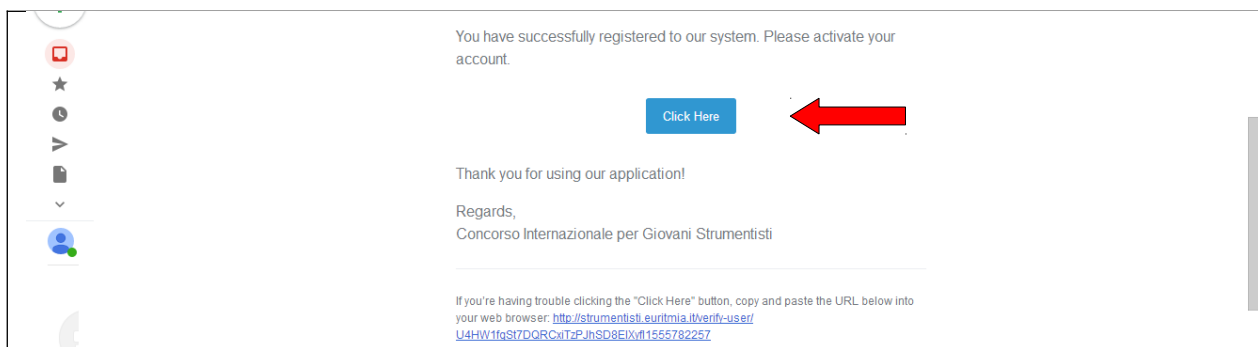 You have successfully registered to our system. Please activate your
account.
Click Here
Thank you for using our application!
Regards,
Concorso Internazionale per Giovani Strumentisti
If you're having trouble clicking the "Click Here" button, copy and paste the URL below into
your web browser: http://strumentisti.euritmia.it/verify-user/
U4HW1fqSt7DQRCxiTzPJhSD8EIXyfl1555782257